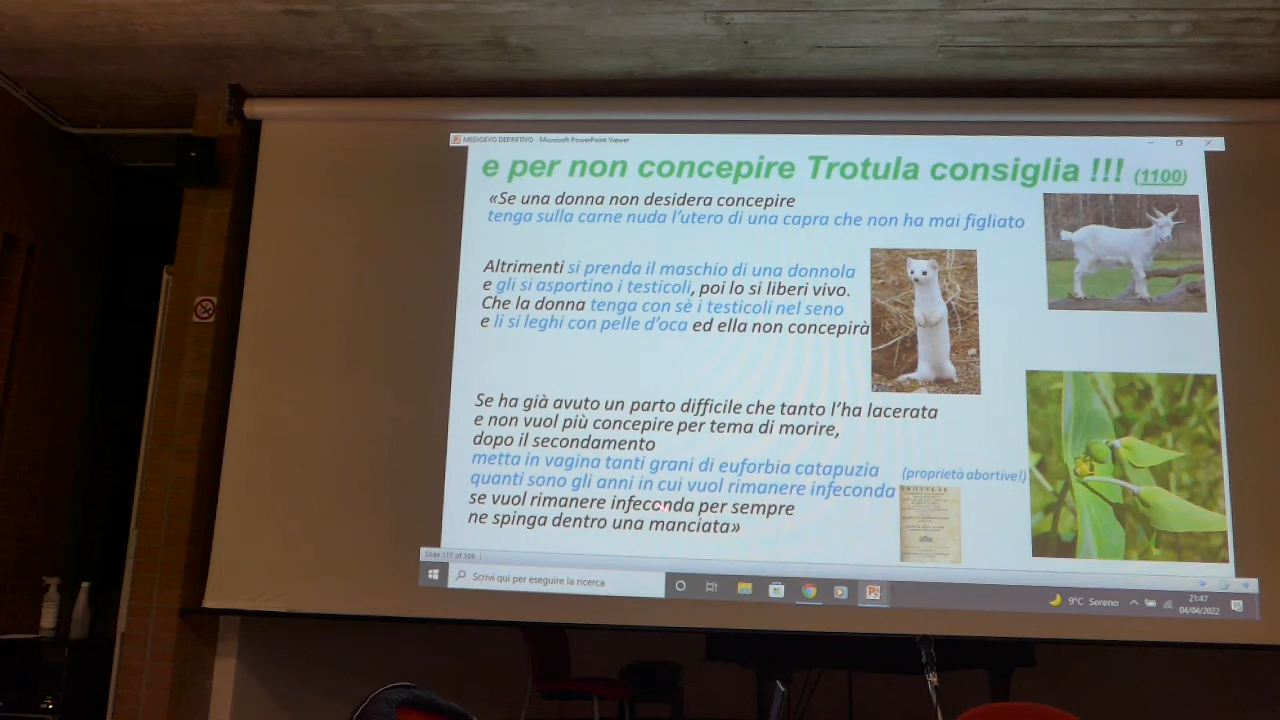 MEDIOEVO DEFINITIVO - Microsoft PowerPoint Viewer
e per non concepire Trotula consiglia !!! (1100)
«Se una donna non desidera concepire
tenga sulla carne nuda l'utero di una capra che non ha mai figliato
Altrimenti si prenda il maschio di una donnola
e gli si asportino i testicoli, poi lo si liberi vivo.
Che la donna tenga con sè i testicoli nel seno
e li si leghi con pelle d'oca ed ella non concepirà
Se ha già avuto un parto difficile che tanto l'ha lacerata
e non vuol più concepire per tema di morire,
dopo il secondamento
metta in vagina tanti grani di euforbia catapuzia
(proprietà abortive!)
quanti sono gli anni in cui vuol rimanere infeconda
se vuol rimanere infeconda per sempre
ne spinga dentro una manciata»
Slide 117 of 169
Scrivi qui per eseguire la ricerca
9°C Sereno
21:47
04/04/2022